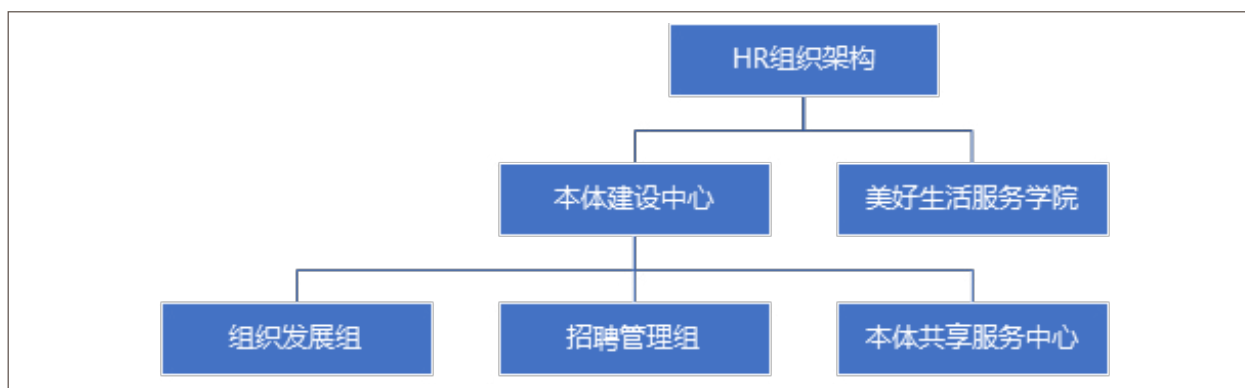 HR组织架构
本体建设中心
美好生活服务学院
组织发展组
招聘管理组
本体共享服务中心